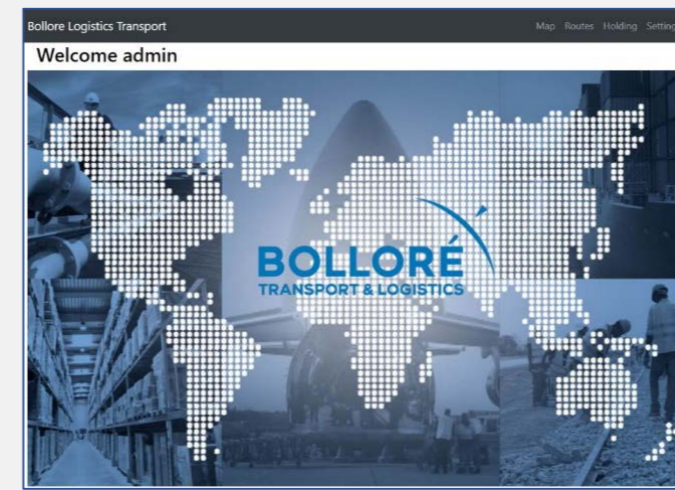 Bollore Logistics Transport
Map Routes Holding Setting
Welcome admin
BOLLORÉ
TRANSPORT & LOGISTICS